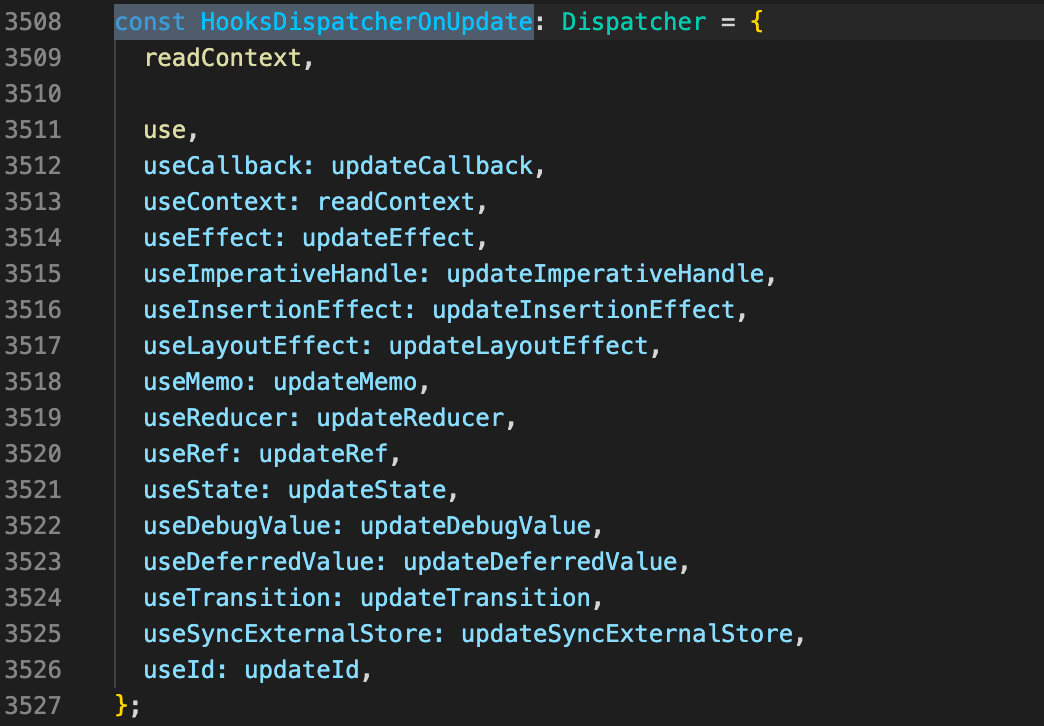 3508 const HooksDispatcherOnUpdate: Dispatcher = {
3509   readContext,
3510
3511   use,
3512   useCallback: updateCallback,
3513   useContext: readContext,
3514   useEffect: updateEffect,
3515   useImperativeHandle: updateImperativeHandle,
3516   useInsertionEffect: updateInsertionEffect,
3517   useLayoutEffect: updateLayoutEffect,
3518   useMemo: updateMemo,
3519   useReducer: updateReducer,
3520   useRef: updateRef,
3521   useState: updateState,
3522   useDebugValue: updateDebugValue,
3523   useDeferredValue: updateDeferredValue,
3524   useTransition: updateTransition,
3525   useSyncExternalStore: updateSyncExternalStore,
3526   useId: updateId,
3527 };